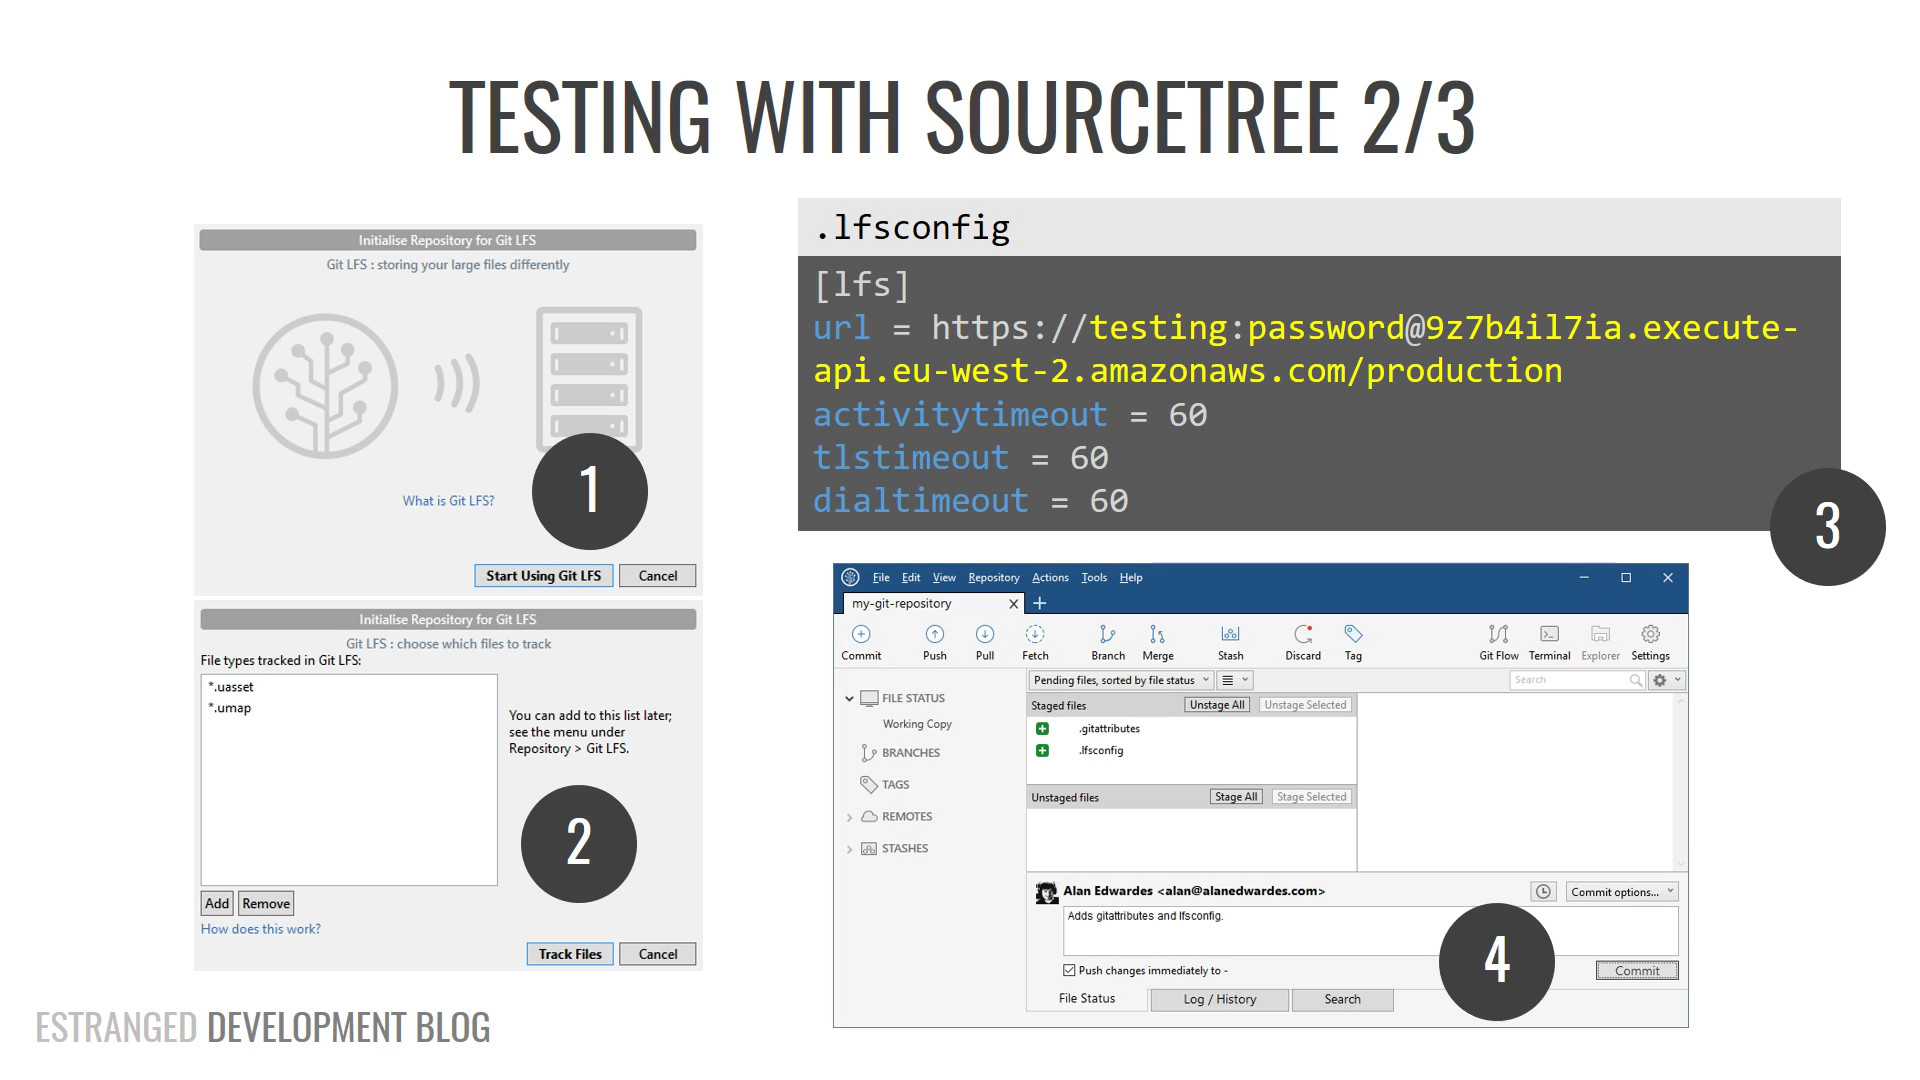 TESTING WITH SOURCETREE 2/3
Initialise Repository for Git LFS
Git LFS : storing your large files differently
What is Git LFS?
1
Start Using Git LFS
Cancel
Initialise Repository for Git LFS
Git LFS : choose which files to track
File types tracked in Git LFS:
*.uasset
*.umap
You can add to this list later;
see the menu under
Repository > Git LFS.
2
Add
Remove
How does this work?
Track Files
Cancel
.lfsconfig
[lfs]
url = https://testing:password@9z7b4il7ia.execute-
api.eu-west-2.amazonaws.com/production
activitytimeout = 60
tlstimeout = 60
dialtimeout = 60
3
File Edit View Repository Actions Tools Help
my-git-repository
Commit Push Pull Fetch Branch Merge Stash Discard Tag Git Flow Terminal Explorer Settings
Pending files, sorted by file status
Search
FILE STATUS
Working Copy
BRANCHES
TAGS
REMOTES
STASHES
Staged files
Unstage All
Unstage Selected
.gitattributes
.lfsconfig
Unstaged files
Stage All
Stage Selected
Alan Edwardes <alan@alanedwardes.com>
Commit options...
Adds gitattributes and lfsconfig.
4
Push changes immediately to -
Commit
File Status
Log / History
Search
ESTRANGED DEVELOPMENT BLOG